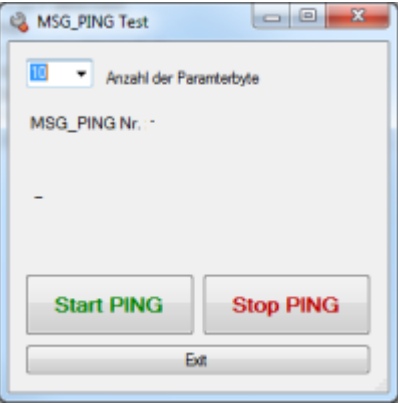 MSG_PING Test
10 Anzahl der Paramterbyte
MSG_PING Nr. -
-
Start PING Stop PING
Exit